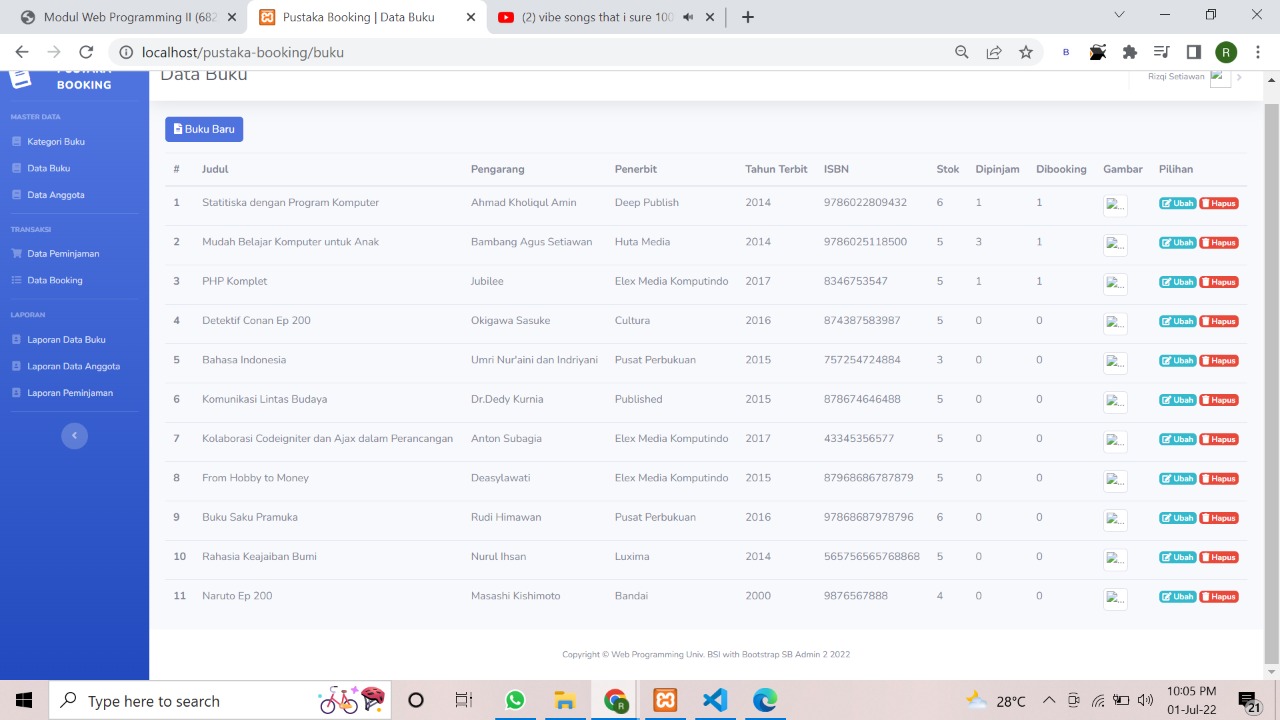 Modul Web Programming II (682
Pustaka Booking | Data Buku
(2) vibe songs that i sure 100
localhost/pustaka-booking/buku
B
R
BOOKING
Data Buku
Rizqi Setiawan
MASTER DATA
Kategori Buku
Data Buku
Data Anggota
TRANSAKSI
Data Peminjaman
Data Booking
LAPORAN
Laporan Data Buku
Laporan Data Anggota
Laporan Peminjaman
Buku Baru
# Judul Pengarang Penerbit Tahun Terbit ISBN Stok Dipinjam Dibooking Gambar Pilihan
1 Statitiska dengan Program Komputer Ahmad Kholiqul Amin Deep Publish 2014 9786022809432 6 1 1 ... Ubah Hapus
2 Mudah Belajar Komputer untuk Anak Bambang Agus Setiawan Huta Media 2014 9786025118500 5 3 1 ... Ubah Hapus
3 PHP Komplet Jubilee Elex Media Komputindo 2017 8346753547 5 1 1 ... Ubah Hapus
4 Detektif Conan Ep 200 Okigawa Sasuke Cultura 2016 874387583987 5 0 0 ... Ubah Hapus
5 Bahasa Indonesia Umri Nur'aini dan Indriyani Pusat Perbukuan 2015 757254724884 3 0 0 ... Ubah Hapus
6 Komunikasi Lintas Budaya Dr.Dedy Kurnia Published 2015 878674646488 5 0 0 ... Ubah Hapus
7 Kolaborasi Codeigniter dan Ajax dalam Perancangan Anton Subagia Elex Media Komputindo 2017 43345356577 5 0 0 ... Ubah Hapus
8 From Hobby to Money Deasylawati Elex Media Komputindo 2015 87968686787879 5 0 0 ... Ubah Hapus
9 Buku Saku Pramuka Rudi Himawan Pusat Perbukuan 2016 97868687978796 6 0 0 ... Ubah Hapus
10 Rahasia Keajaiban Bumi Nurul Ihsan Luxima 2014 565756565768868 5 0 0 ... Ubah Hapus
11 Naruto Ep 200 Masashi Kishimoto Bandai 2000 9876567888 4 0 0 ... Ubah Hapus
Copyright © Web Programming Univ. BSI with Bootstrap SB Admin 2 2022
Type here to search
28°C
10:05 PM
01-Juli-22
21